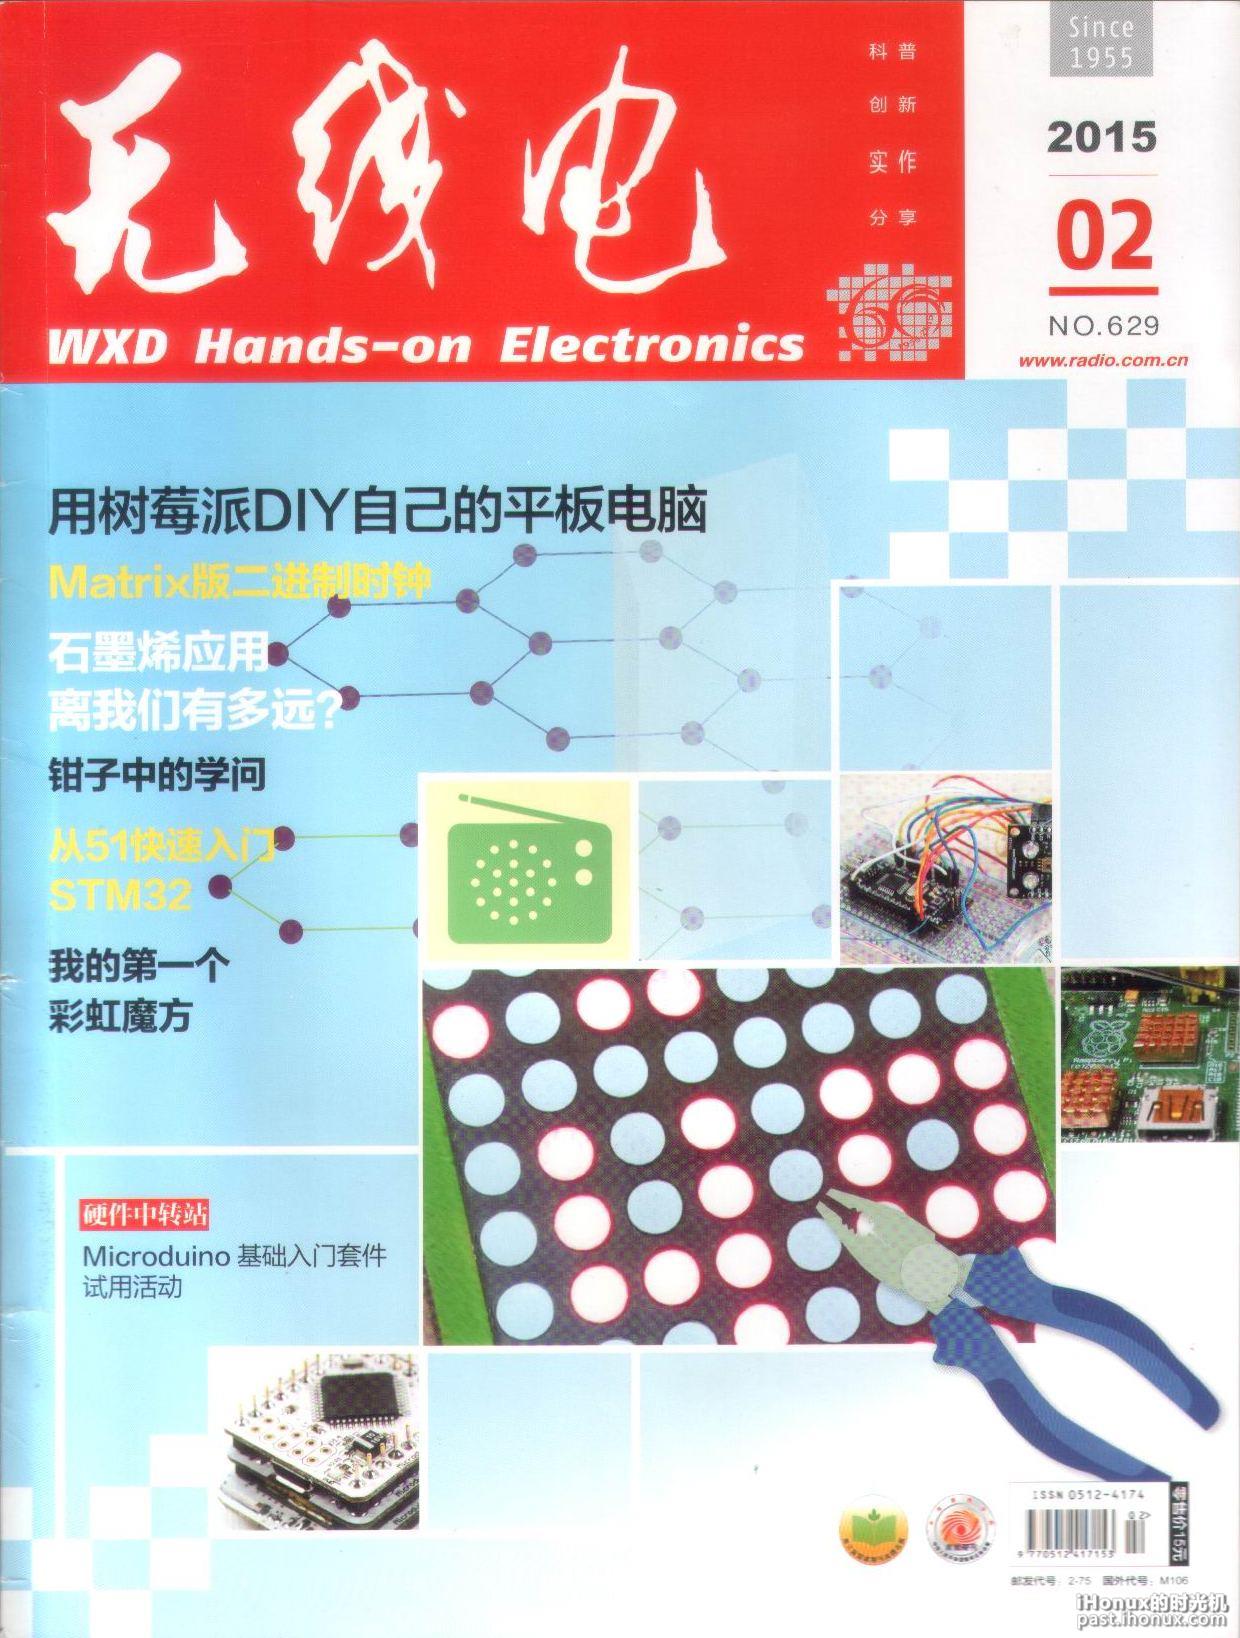 无线电
科普
创新
实作
分享
WXD Hands-on Electronics
Since
1955
2015
02
NO.629
www.radio.com.cn
用树莓派DIY自己的平板电脑
Matrix版二进制时钟
石墨烯应用
离我们有多远?
钳子中的学问
从51快速入门
STM32
我的第一个
彩虹魔方
硬件中转站
Microduino 基础入门套件
试用活动
Raspberry Pi
ISSN 0512-4174
02
9 770512 417153
零售价15元
邮发代号：2-75 国外代号：M106
iHonux的时光机
past.ihonux.com